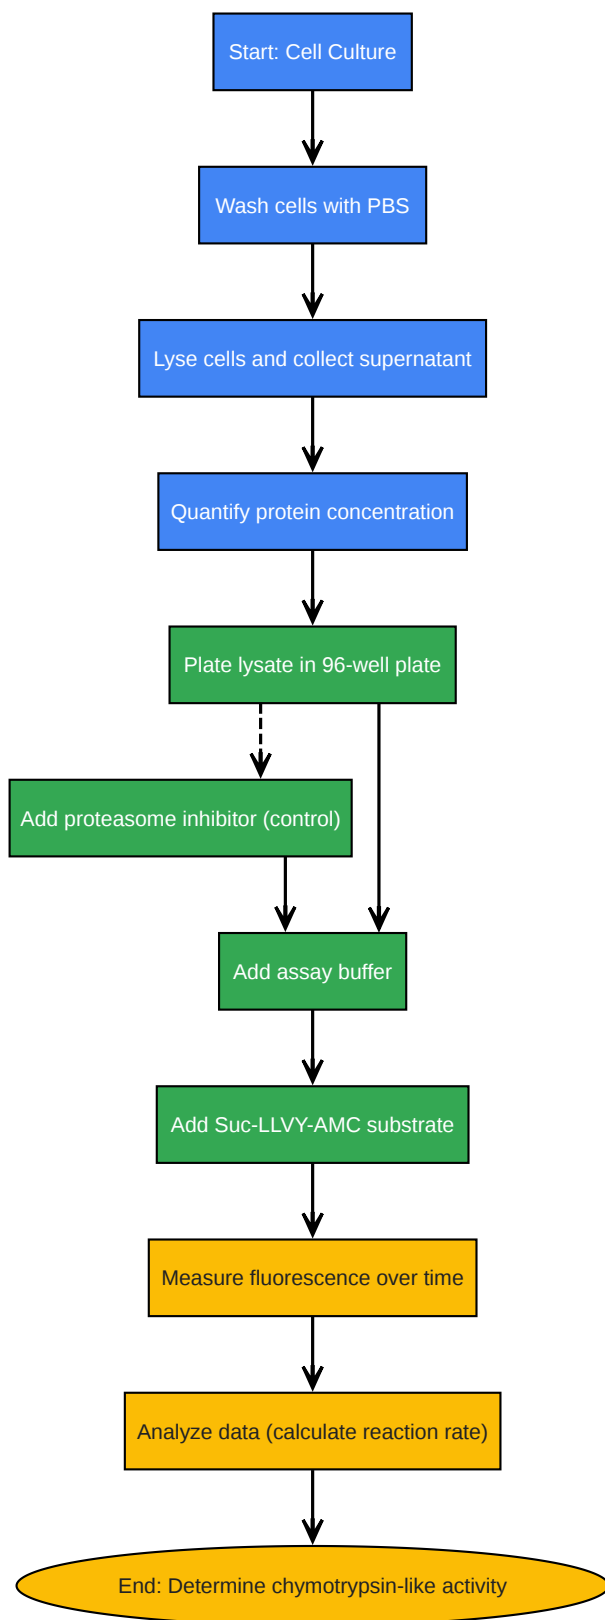 Start: Cell Culture
Wash cells with PBS
Lyse cells and collect supernatant
Quantify protein concentration
Plate lysate in 96-well plate
Add proteasome inhibitor (control)
Add assay buffer
Add Suc-LLVY-AMC substrate
Measure fluorescence over time
Analyze data (calculate reaction rate)
End: Determine chymotrypsin-like activity